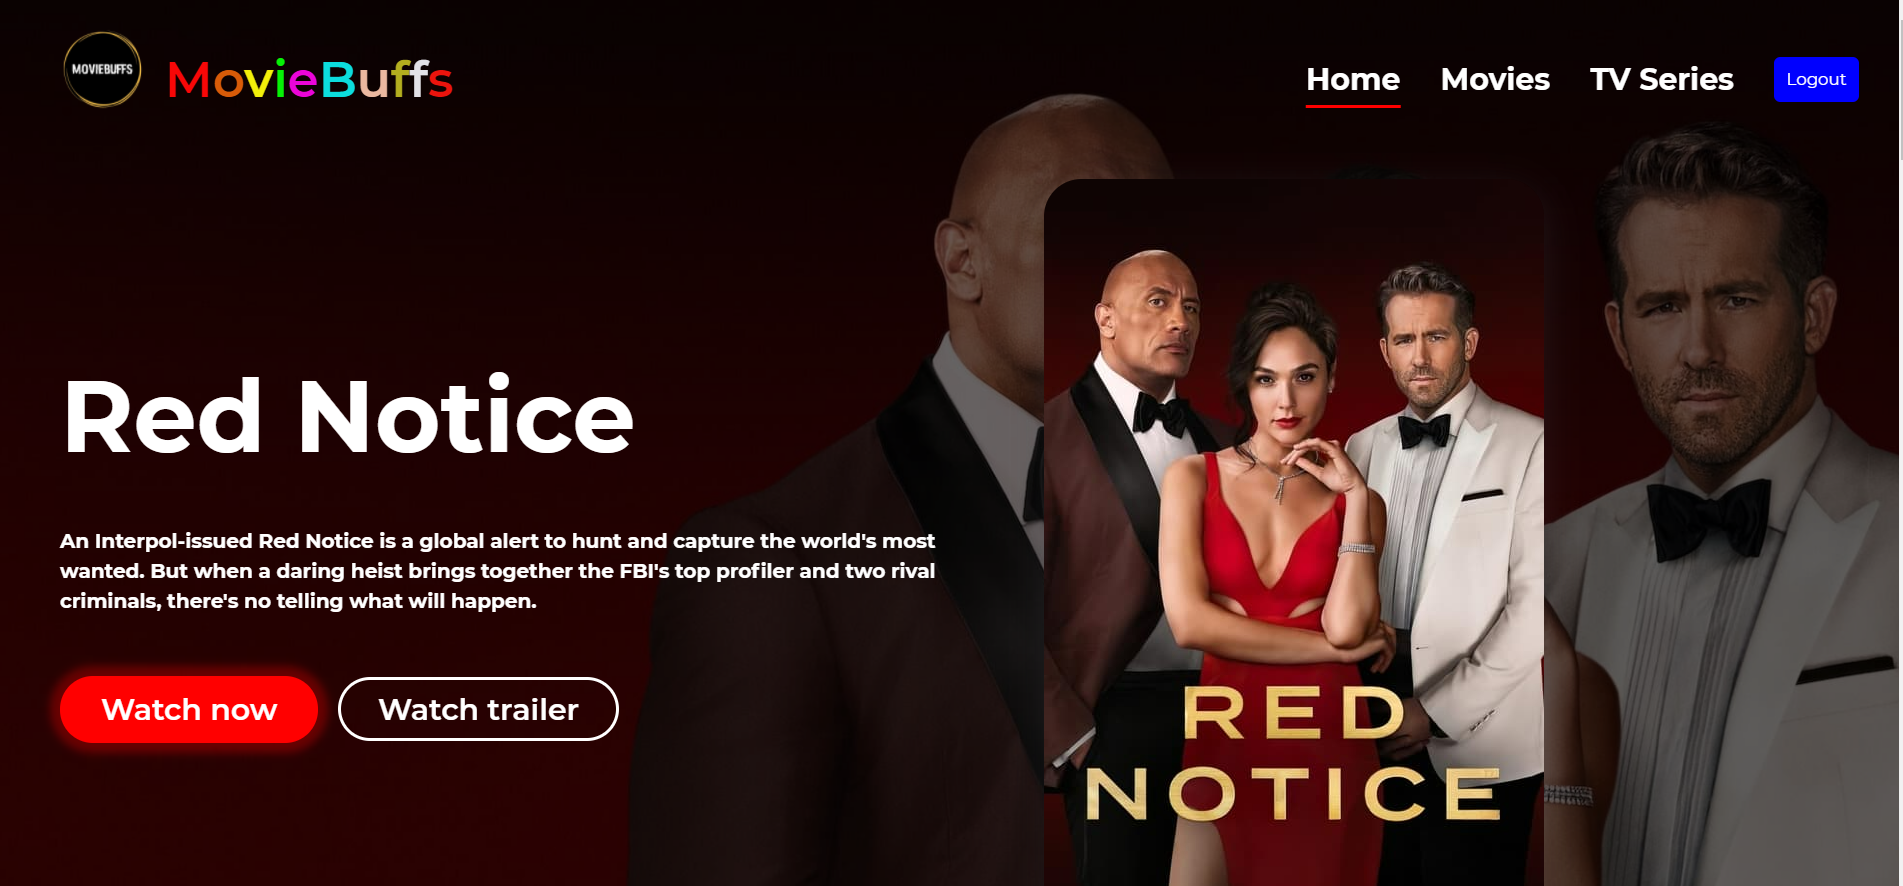 MOVIEBUFFS
MovieBuffs
Home
Movies
TV Series
Logout
Red Notice
An Interpol-issued Red Notice is a global alert to hunt and capture the world's most
wanted. But when a daring heist brings together the FBI's top profiler and two rival
criminals, there's no telling what will happen.
Watch now
Watch trailer
RED
NOTICE